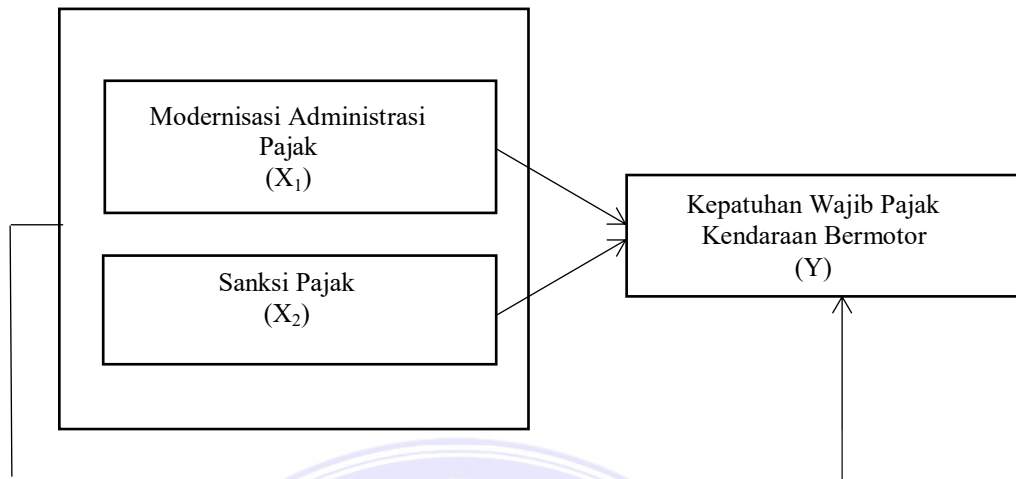 Modernisasi Administrasi
Pajak
(X₁)
Sanksi Pajak
(X₂)
Kepatuhan Wajib Pajak
Kendaraan Bermotor
(Y)